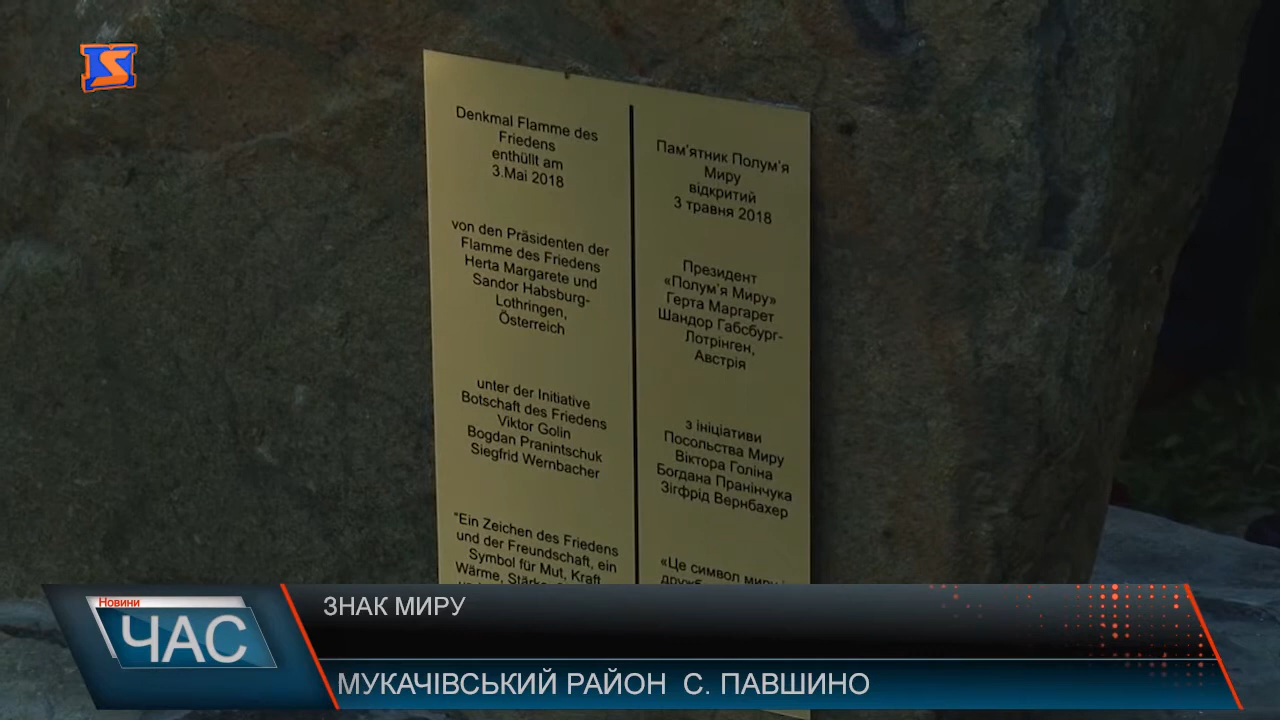 Denkmal Flamme des
Friedens
enthüllt am
3.Mai 2018
von den Präsidenten der
Flamme des Friedens
Herta Margarete und
Sandor Habsburg-
Lothringen,
Österreich
unter der Initiative
Botschaft des Friedens
Viktor Golin
Bogdan Pranintschuk
Siegfrid Wernbacher
"Ein Zeichen des Friedens
und der Freundschaft, ein
Symbol für Mut, Kraft
Wärme,
Пам'ятник Полум'я
Миру
відкритий
3 травня 2018
Президент
«Полум'я Миру»
Герта Маргарет
Шандор Габсбург-
Лотрінген,
Австрія
з ініціативи
Посольства Миру
Віктора Голіна
Богдана Пранінчука
Зігфрід Вернбахер
«Це символ миру
Новини
ЧАС
ЗНАК МИРУ
МУКАЧІВСЬКИЙ РАЙОН С. ПАВШИНО